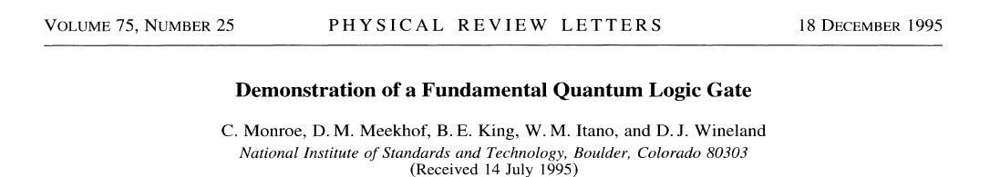 VOLUME 75, NUMBER 25 PHYSICAL REVIEW LETTERS 18 DECEMBER 1995
Demonstration of a Fundamental Quantum Logic Gate
C. Monroe, D. M. Meekhof, B. E. King, W. M. Itano, and D. J. Wineland
National Institute of Standards and Technology, Boulder, Colorado 80303
(Received 14 July 1995)